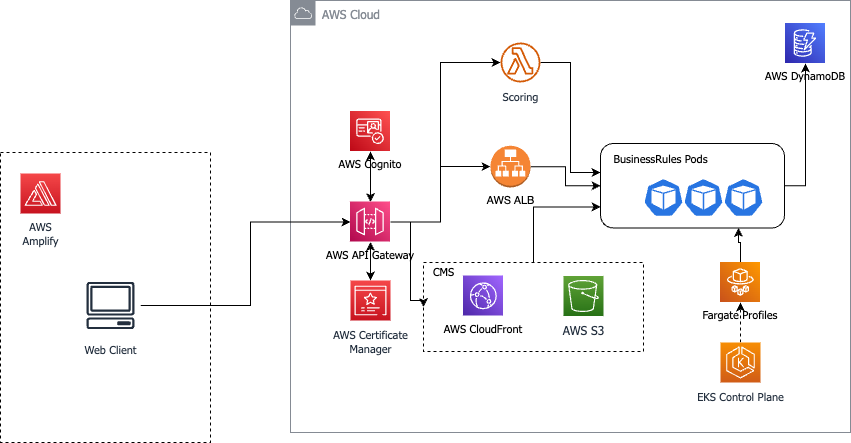 AWS Cloud
AWS DynamoDB
Scoring
AWS Cognito
BusinessRules Pods
AWS ALB
AWS
Amplify
AWS API Gateway
CMS
AWS CloudFront
AWS S3
Fargate Profiles
AWS Certificate
Manager
Web Client
K
EKS Control Plane